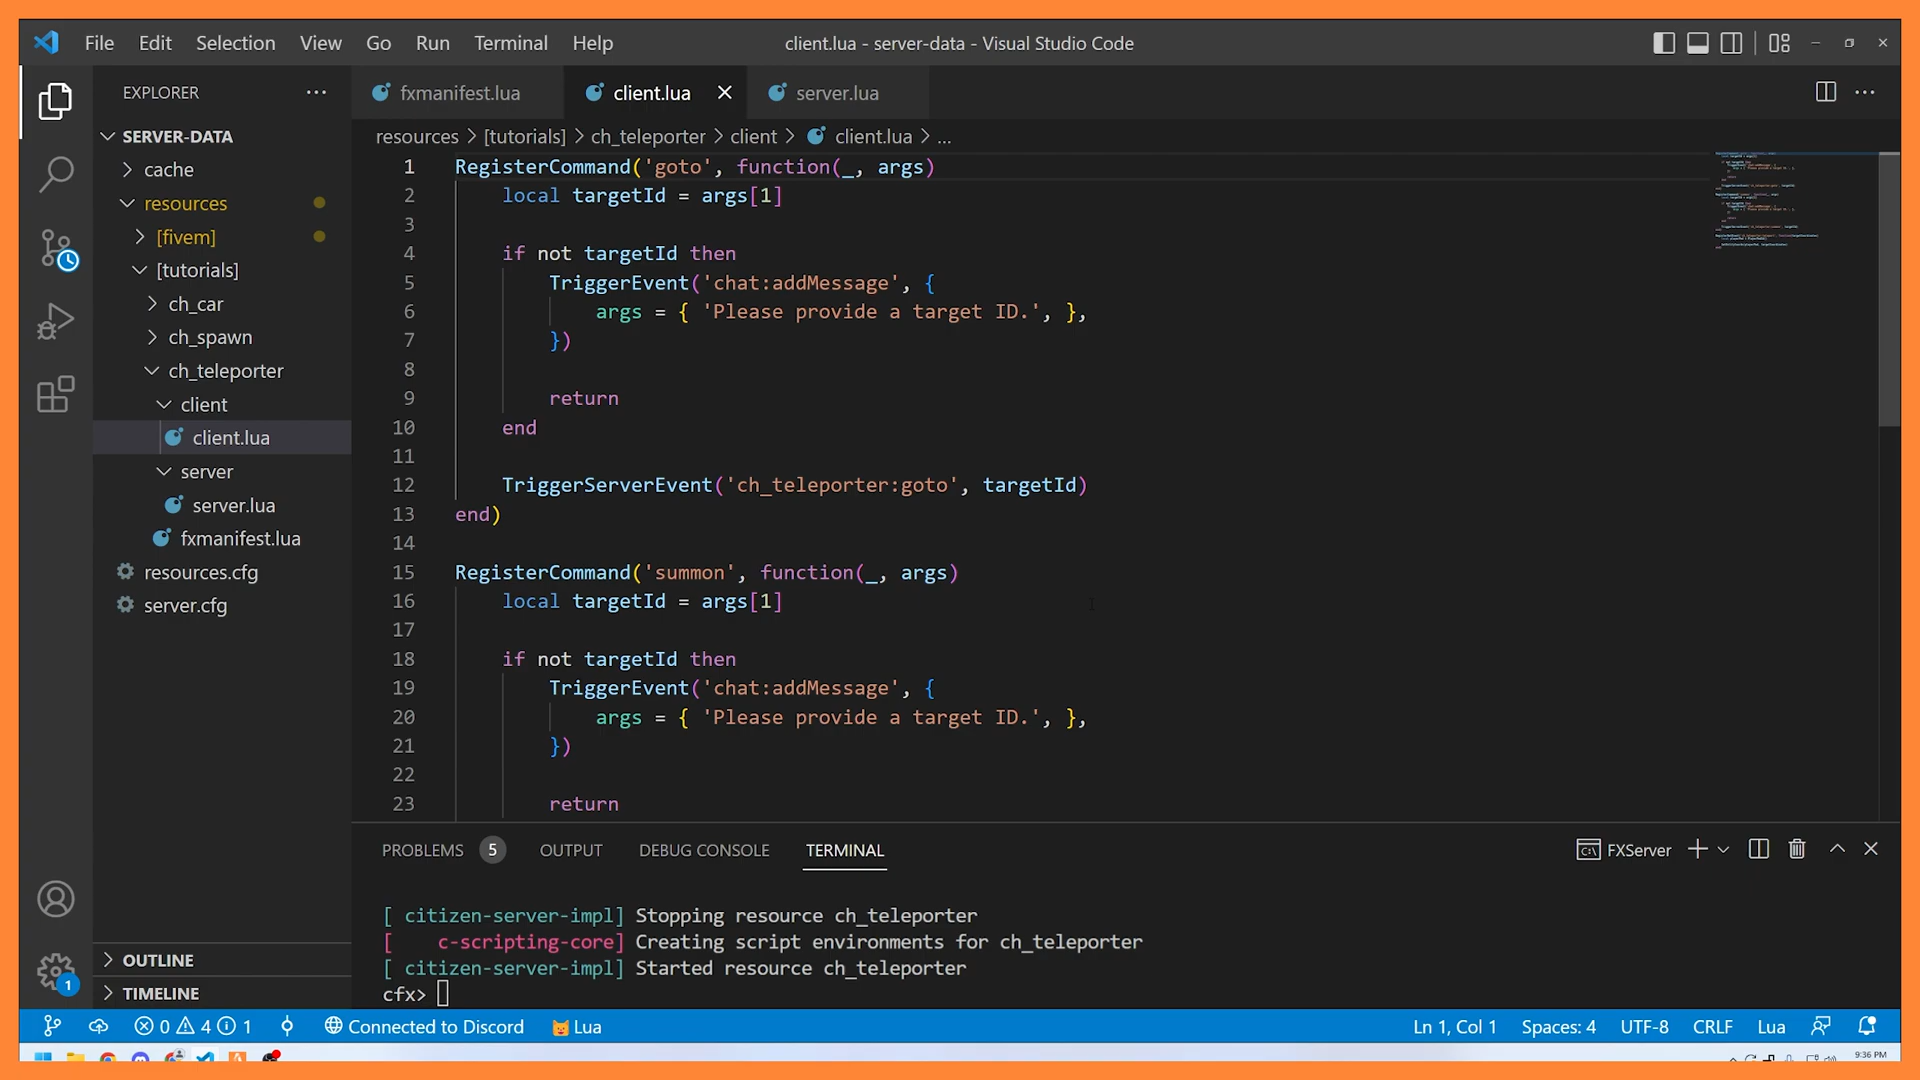 File Edit Selection View Go Run Terminal Help
client.lua - server-data - Visual Studio Code
EXPLORER
SERVER-DATA
cache
resources
[fivem]
[tutorials]
ch_car
ch_spawn
ch_teleporter
client
client.lua
server
server.lua
fxmanifest.lua
resources.cfg
server.cfg
OUTLINE
TIMELINE
1
fxmanifest.lua client.lua server.lua
resources > [tutorials] > ch_teleporter > client > client.lua > ...
1 RegisterCommand('goto', function(_, args)
2 local targetId = args[1]
3
4 if not targetId then
5 TriggerEvent('chat:addMessage', {
6 args = { 'Please provide a target ID.', },
7 })
8
9 return
10 end
11
12 TriggerServerEvent('ch_teleporter:goto', targetId)
13 end)
14
15 RegisterCommand('summon', function(_, args)
16 local targetId = args[1]
17
18 if not targetId then
19 TriggerEvent('chat:addMessage', {
20 args = { 'Please provide a target ID.', },
21 })
22
23 return
PROBLEMS 5 OUTPUT DEBUG CONSOLE TERMINAL
FXServer
[ citizen-server-impl] Stopping resource ch_teleporter
[ c-scripting-core] Creating script environments for ch_teleporter
[ citizen-server-impl] Started resource ch_teleporter
cfx>
0 4 1 Connected to Discord Lua
Ln 1, Col 1 Spaces: 4 UTF-8 CRLF Lua
9:36 PM